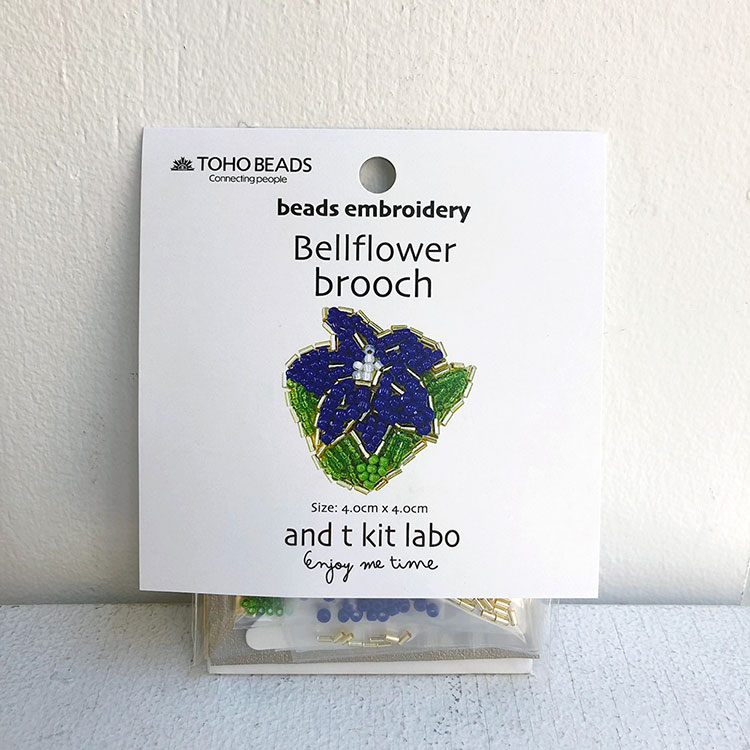 TOHO BEADS
Connecting people
beads embroidery
Bellflower
brooch
Size: 4.0cm x 4.0cm
and t kit labo
Enjoy me time